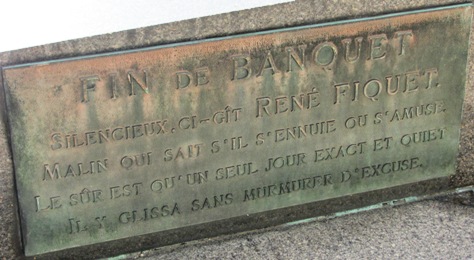 FIN DE BANQUET
SILENCIEUX, CI-GÎT RENÉ FIQUET.
MALIN QUI SAIT S'IL S'ENNUIE OU S'AMUSE.
LE SÛR EST QU'UN SEUL JOUR EXACT ET QUIET
IL Y GLISSA SANS MURMURER D'EXCUSE.